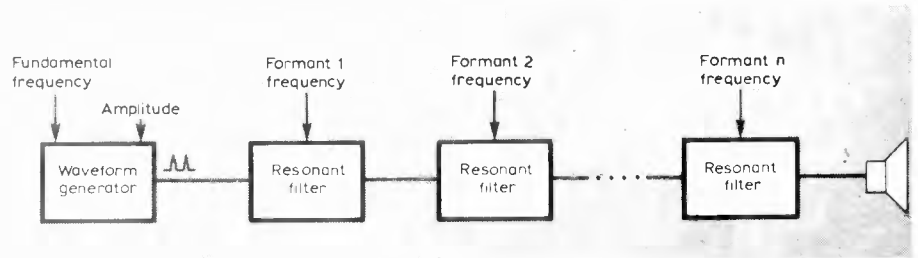 Fundamental
frequency
Amplitude
Waveform
generator
Formant 1
frequency
Resonant
filter
Formant 2
frequency
Resonant
filter
Formant n
frequency
Resonant
filter